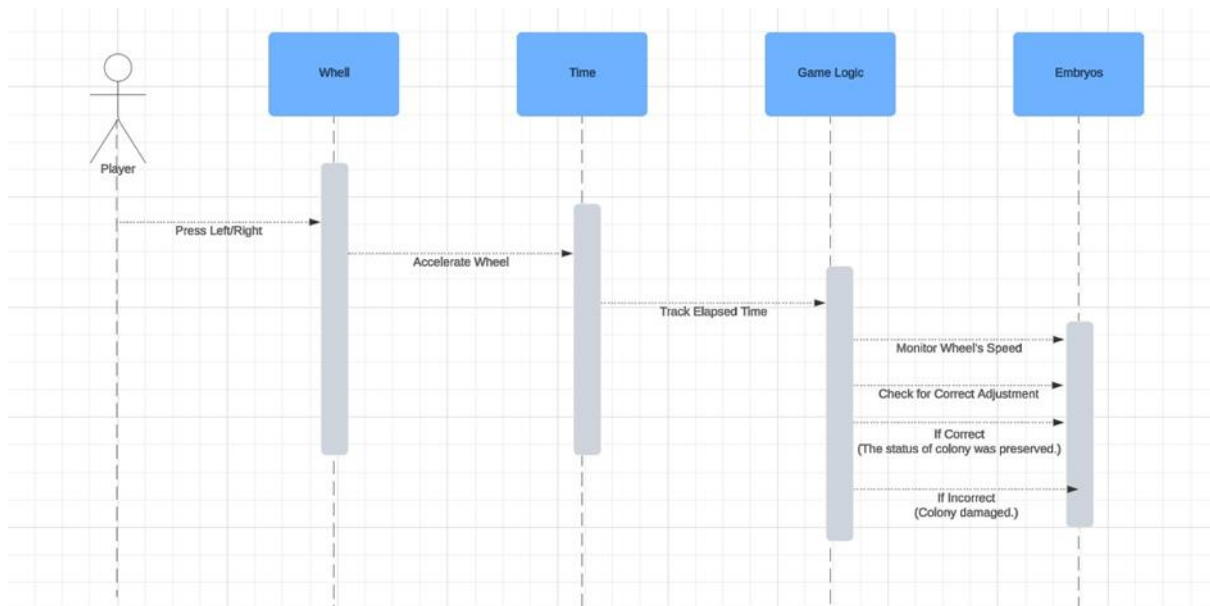 Whell
Time
Game Logic
Embryos
Player
Press Left/Right
Accelerate Wheel
Track Elapsed Time
Monitor Wheel's Speed
Check for Correct Adjustment
If Correct
(The status of colony was preserved.)
If Incorrect
(Colony damaged.)